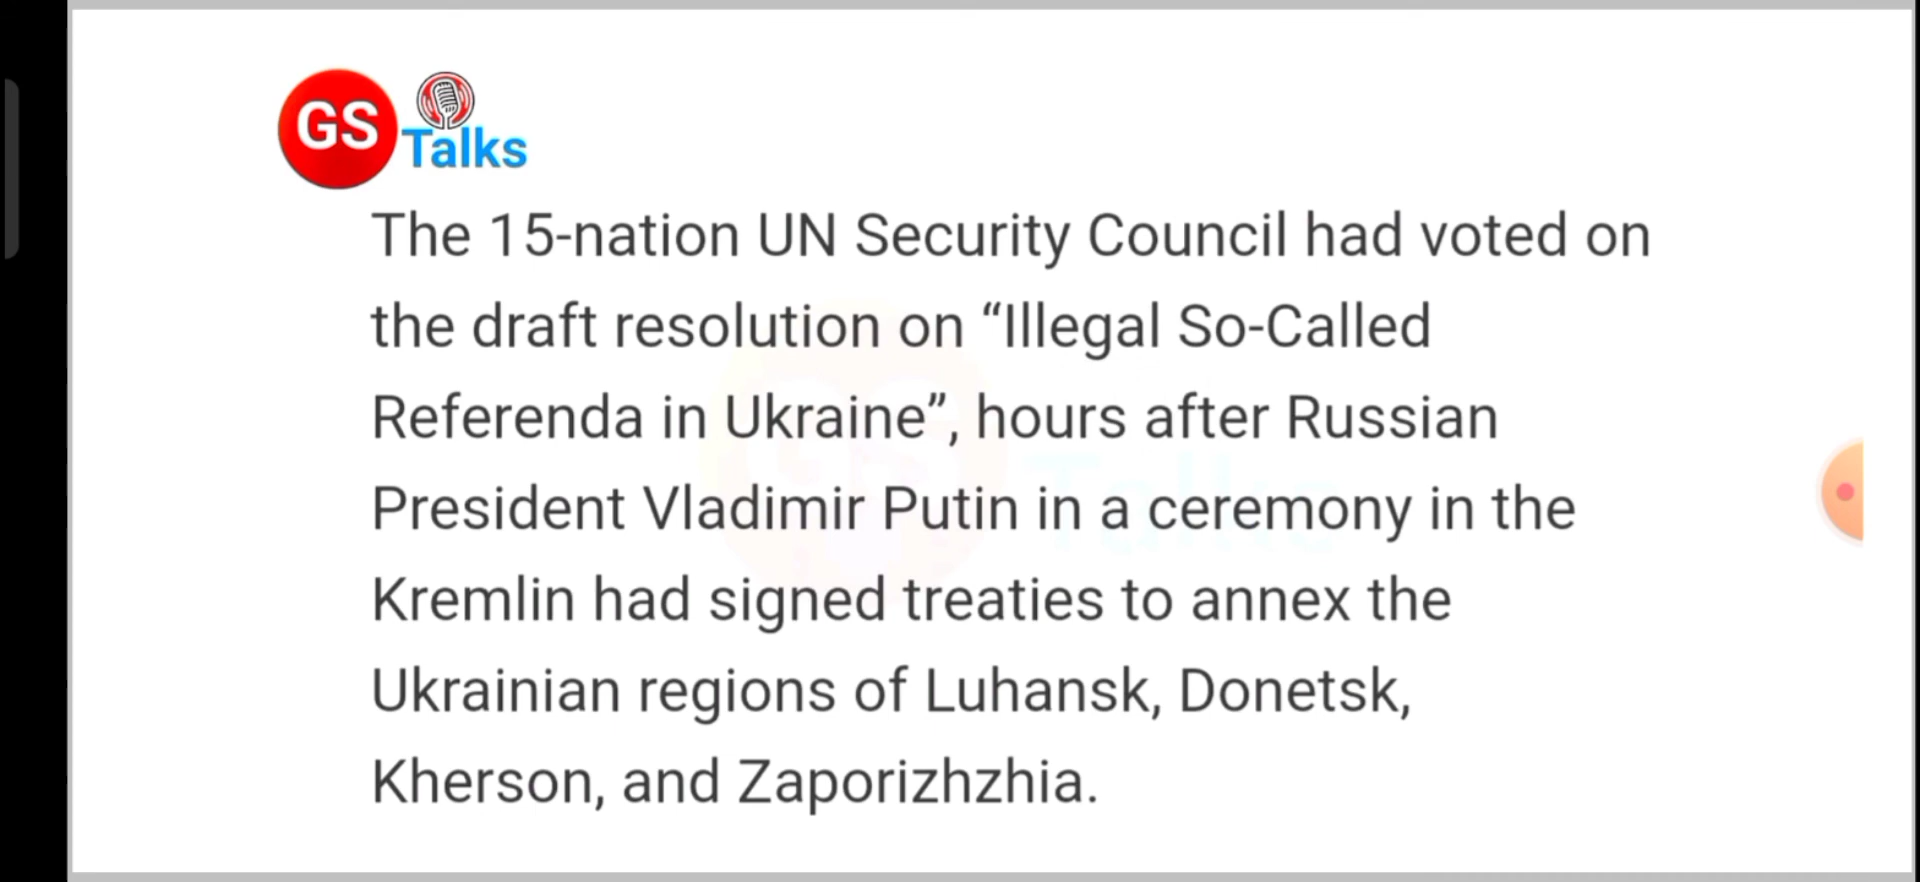 GS
Talks
The 15-nation UN Security Council had voted on
the draft resolution on “Illegal So-Called
Referenda in Ukraine”, hours after Russian
President Vladimir Putin in a ceremony in the
Kremlin had signed treaties to annex the
Ukrainian regions of Luhansk, Donetsk,
Kherson, and Zaporizhzhia.